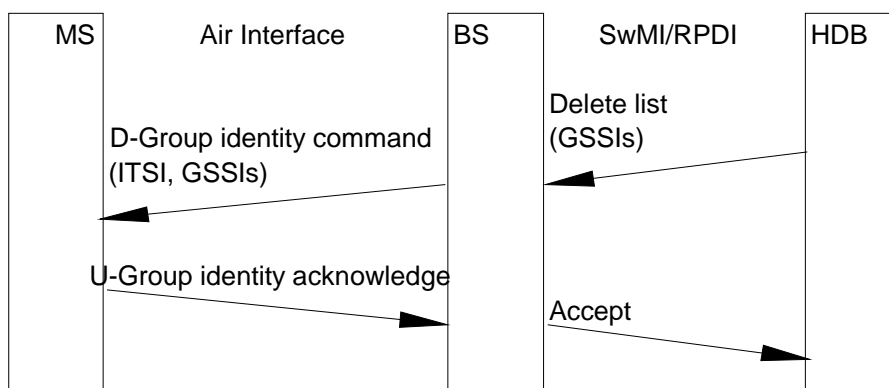 MS
Air Interface
BS
SwMI/RPDI
HDB
Delete list
(GSSIs)
D-Group identity command
(ITSI, GSSIs)
U-Group identity acknowledge
Accept